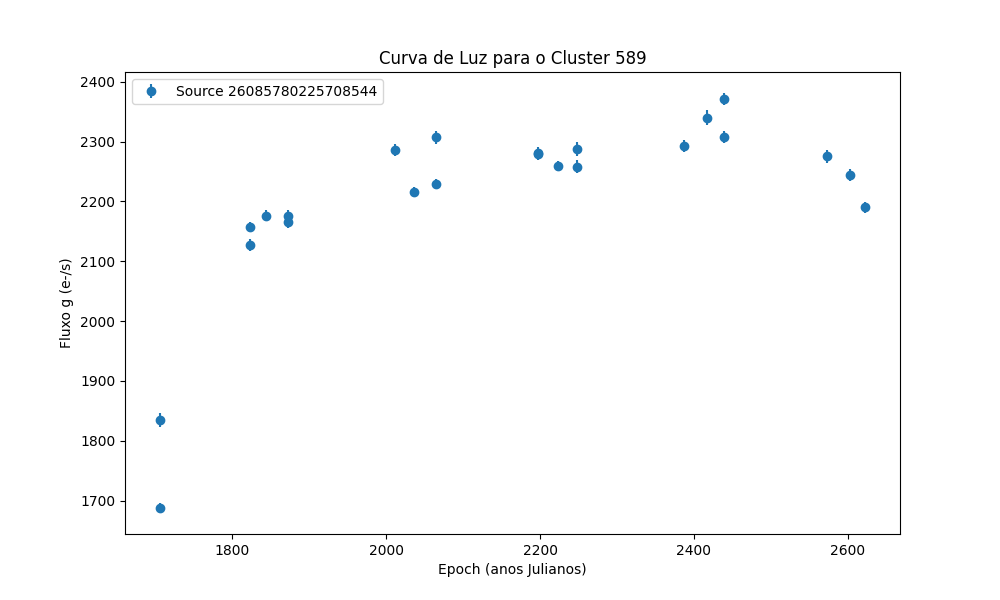 Curva de Luz para o Cluster 589
Source 26085780225708544
Fluxo g (e-/s)
2400
2300
2200
2100
2000
1900
1800
1700
1800 2000 2200 2400 2600
Epoch (anos Julianos)